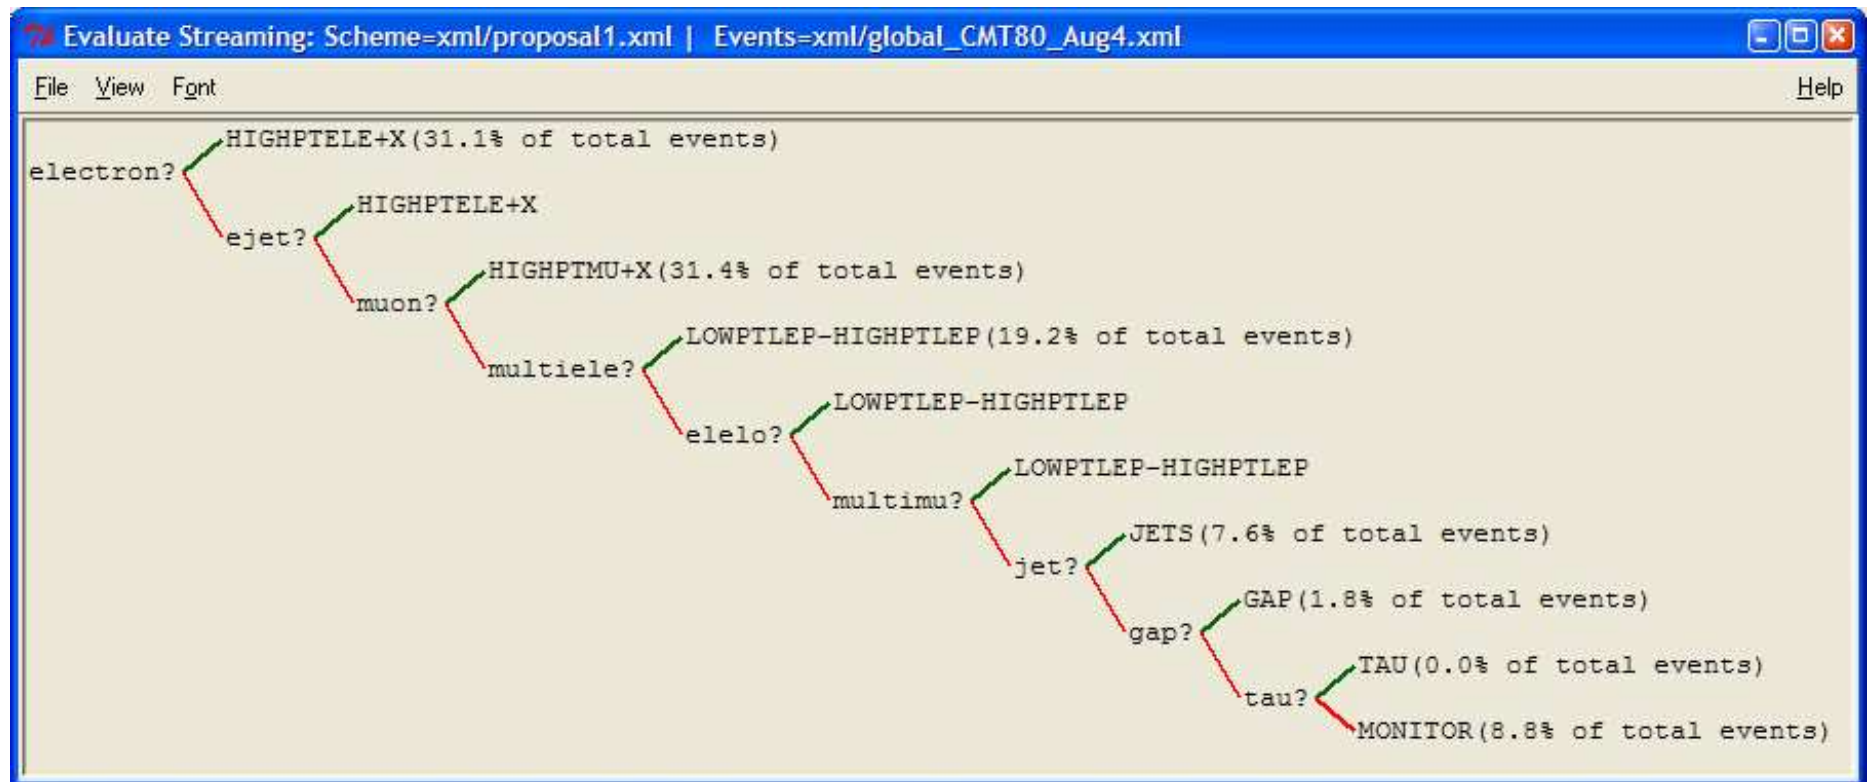 Evaluate Streaming: Scheme=xml/proposal1.xml | Events=xml/global_CMT80_Aug4.xml
File View Font Help
HIGHPTELE+X(31.1% of total events)
electron?
HIGHPTELE+X
ejet?
HIGHPTMU+X(31.4% of total events)
muon?
LOWPTLEP-HIGHPTLEP(19.2% of total events)
multiele?
LOWPTLEP-HIGHPTLEP
elelo?
LOWPTLEP-HIGHPTLEP
multimu?
JETS(7.6% of total events)
jet?
GAP(1.8% of total events)
gap?
TAU(0.0% of total events)
tau?
MONITOR(8.8% of total events)